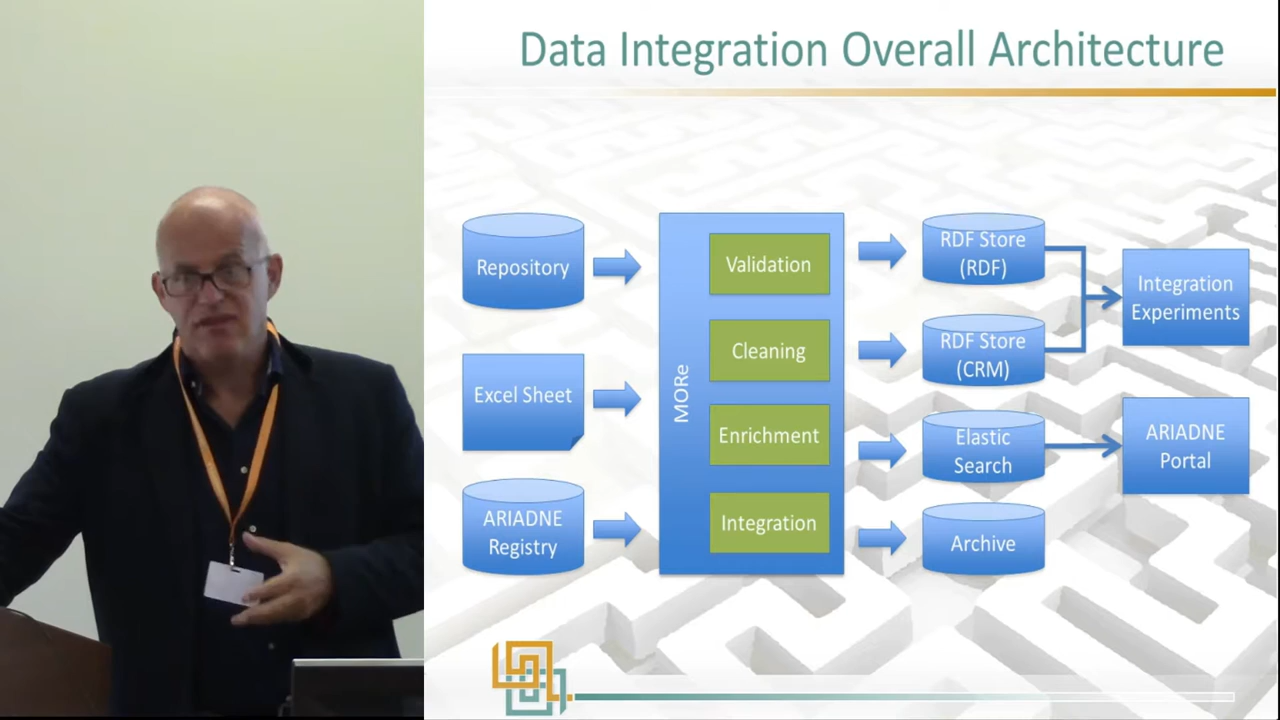 Data Integration Overall Architecture
Repository
Excel Sheet
ARIADNE
Registry
MORe
Validation
Cleaning
Enrichment
Integration
RDF Store
(RDF)
RDF Store
(CRM)
Elastic
Search
Archive
Integration
Experiments
ARIADNE
Portal